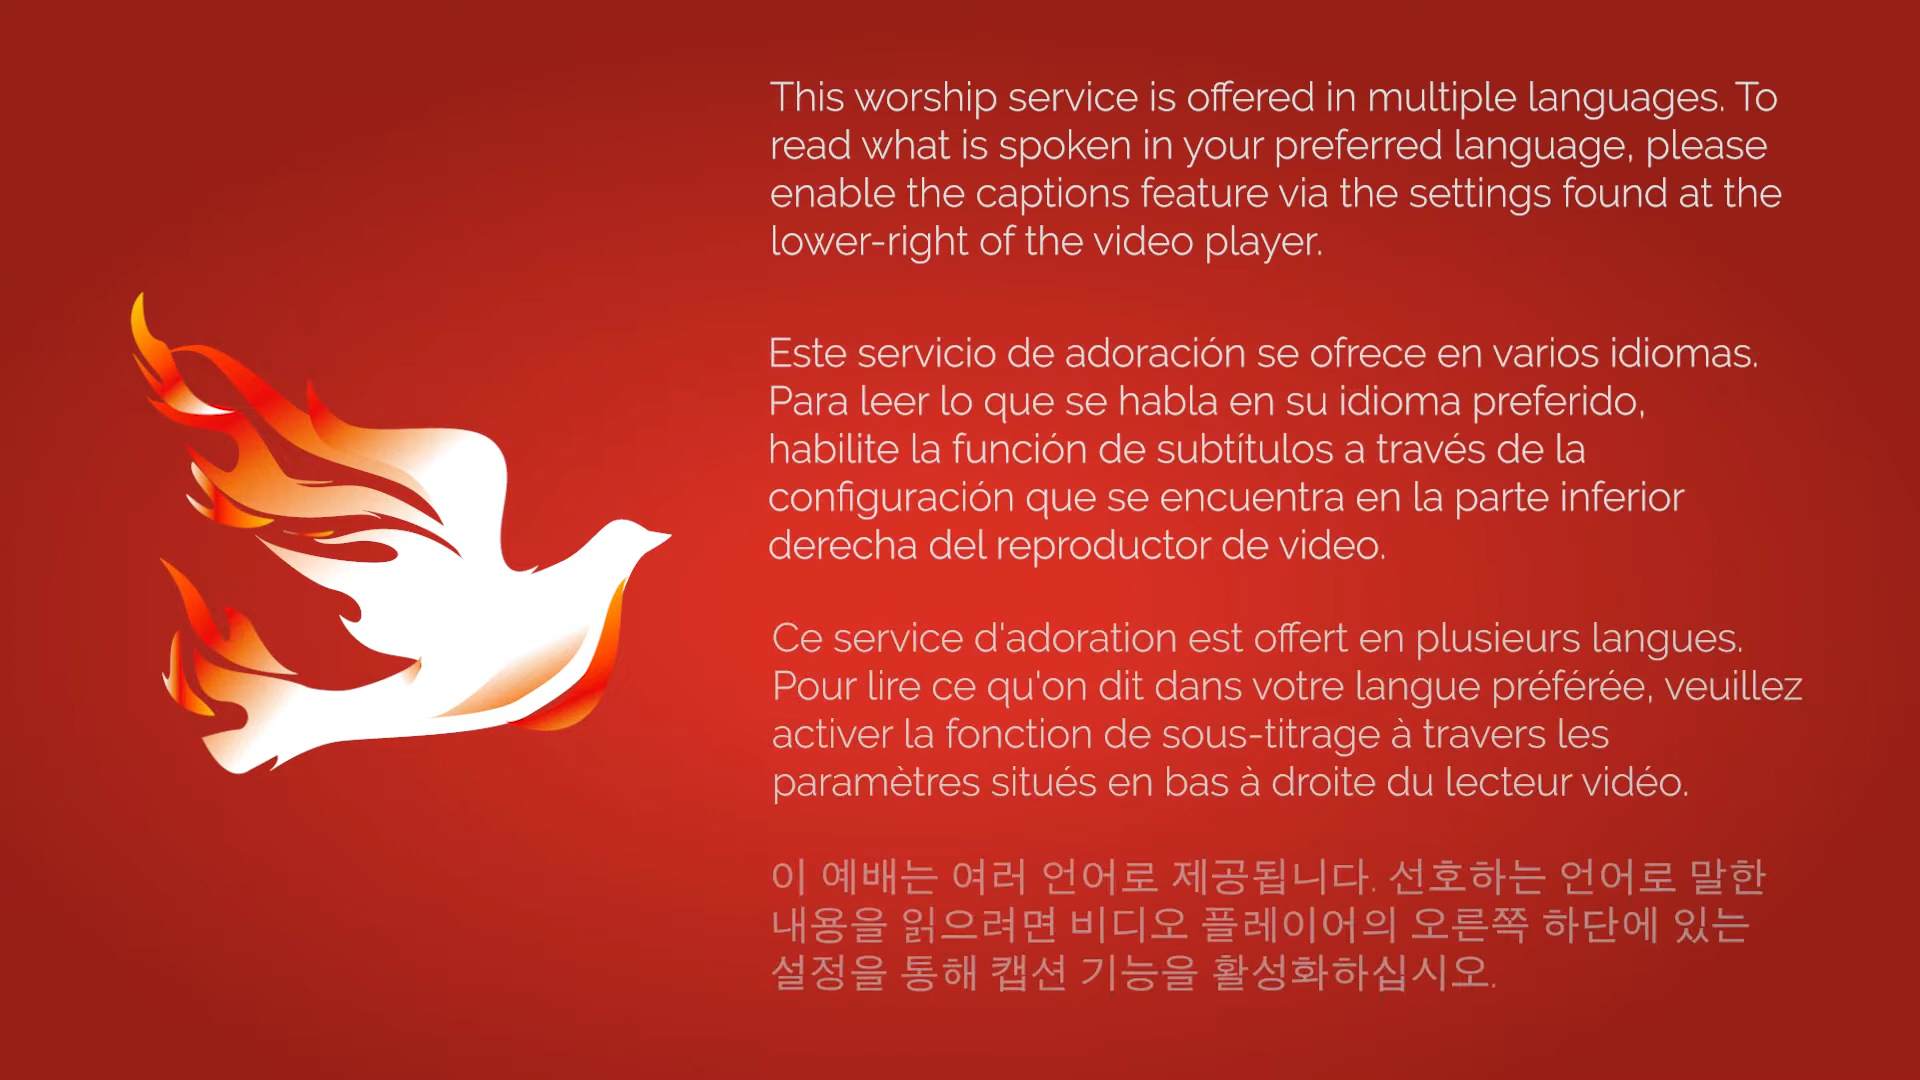 This worship service is offered in multiple languages. To
read what is spoken in your preferred language, please
enable the captions feature via the settings found at the
lower-right of the video player.
Este servicio de adoración se ofrece en varios idiomas.
Para leer lo que se habla en su idioma preferido,
habilite la función de subtítulos a través de la
configuración que se encuentra en la parte inferior
derecha del reproductor de video.
Ce service d'adoration est offert en plusieurs langues.
Pour lire ce qu'on dit dans votre langue préférée, veuillez
activer la fonction de sous-titrage à travers les
paramètres situés en bas à droite du lecteur vidéo.
이 예배는 여러 언어로 제공됩니다. 선호하는 언어로 말한
내용을 읽으려면 비디오 플레이어의 오른쪽 하단에 있는
설정을 통해 캡션 기능을 활성화하십시오.